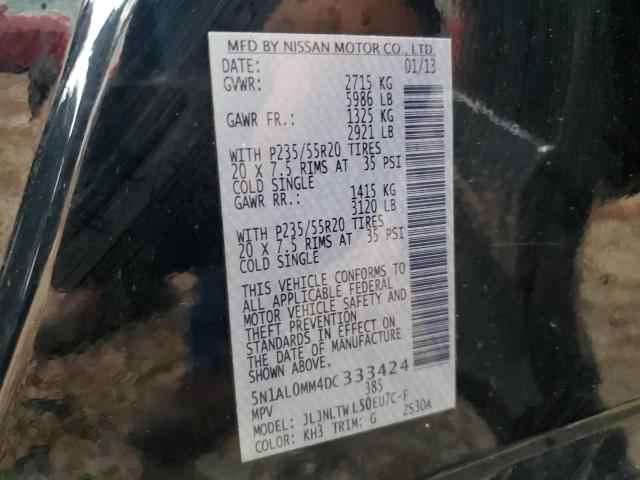 MFD BY NISSAN MOTOR CO., LTD.
DATE: 01/13
GVWR: 2715 KG
5986 LB
GAWR FR.: 1325 KG
2921 LB
WITH P235/55R20 TIRES
20 X 7.5 RIMS AT 35 PSI
COLD SINGLE
GAWR RR.: 1415 KG
3120 LB
WITH P235/55R20 TIRES
20 X 7.5 RIMS AT 35 PSI
COLD SINGLE
THIS VEHICLE CONFORMS TO
ALL APPLICABLE FEDERAL
MOTOR VEHICLE SAFETY AND
THEFT PREVENTION
STANDARDS IN EFFECT ON
THE DATE OF MANUFACTURE
SHOWN ABOVE.
5N1AL0MM4DC333424
MPV 385
MODEL: JLJNLTWL50EU7C-F
COLOR: KH3 TRIM: G 2S30A